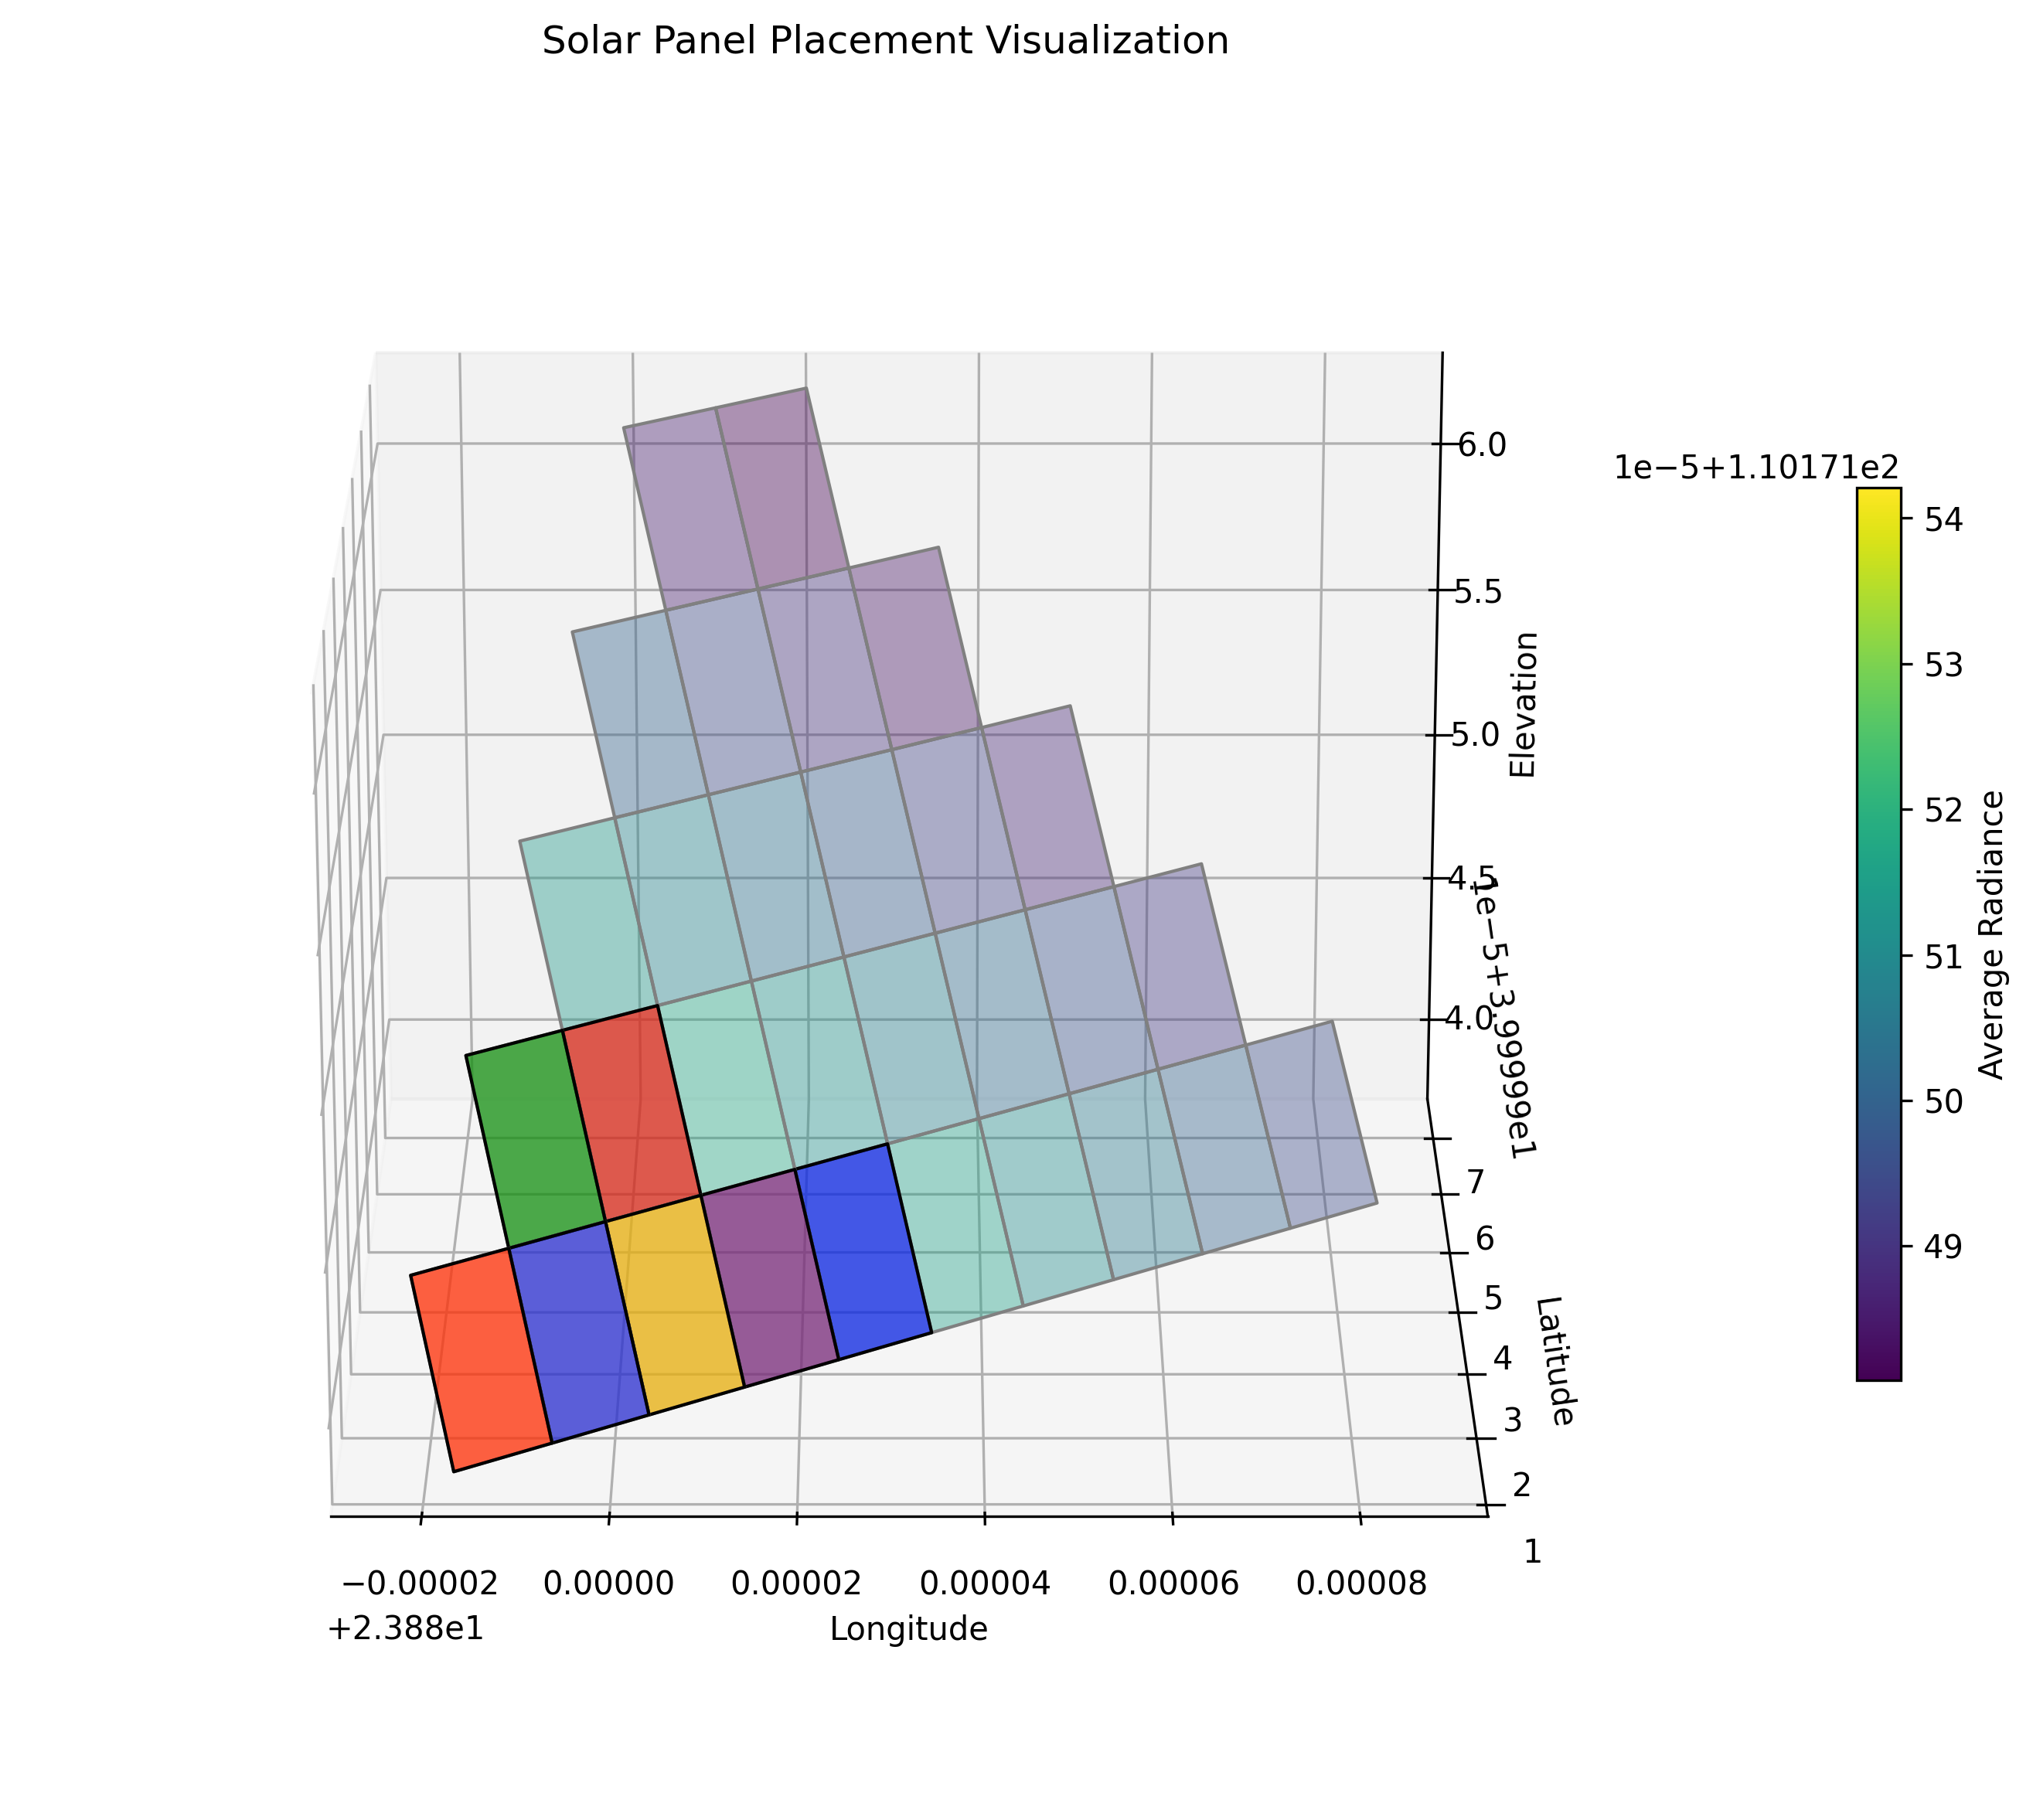 Solar Panel Placement Visualization
6.0
5.5
5.0
4.5
4.0
Elevation
1e−5+3.99999e1
7
6
5
4
3
2
1
Latitude
−0.00002 0.00000 0.00002 0.00004 0.00006 0.00008
+2.388e1
Longitude
1e−5+1.10171e2
54
53
52
51
50
49
Average Radiance